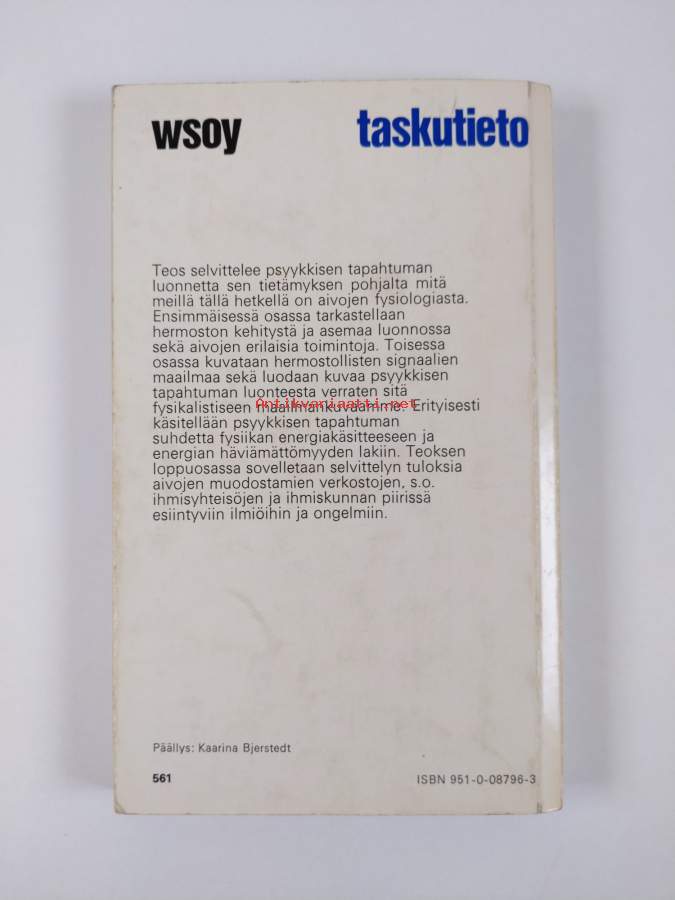 wsoy taskutieto
Teos selvittelee psyykkisen tapahtuman
luonnetta sen tietämyksen pohjalta mitä
meillä tällä hetkellä on aivojen fysiologiasta.
Ensimmäisessä osassa tarkastellaan
hermoston kehitystä ja asemaa luonnossa
sekä aivojen erilaisia toimintoja. Toisessa
osassa kuvataan hermostollisten signaalien
maailmaa sekä luodaan kuvaa psyykkisen
tapahtuman luonteesta verraten sitä
Antikvariaatti.net
fysikalistiseen maailmankuvaamme. Erityisesti
käsitellään psyykkisen tapahtuman
suhdetta fysiikan energiakäsitteeseen ja
energian häviämättömyyden lakiin. Teoksen
loppuosassa sovelletaan selvittelyn tuloksia
aivojen muodostamien verkostojen, s.o.
ihmisyhteisöjen ja ihmiskunnan piirissä
esiintyviin ilmiöihin ja ongelmiin.
Päällys: Kaarina Bjerstedt
561 ISBN 951-0-08796-3